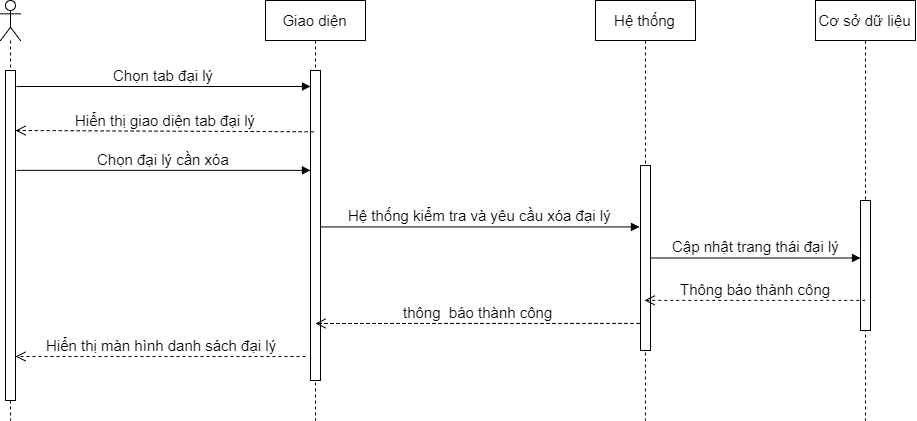 Giao diện
Hệ thống
Cơ sở dữ liệu
Chọn tab đại lý
Hiển thị giao diện tab đại lý
Chọn đại lý cần xóa
Hệ thống kiểm tra và yêu cầu xóa đại lý
Cập nhật trang thái đại lý
Thông báo thành công
thông báo thành công
Hiển thị màn hình danh sách đại lý